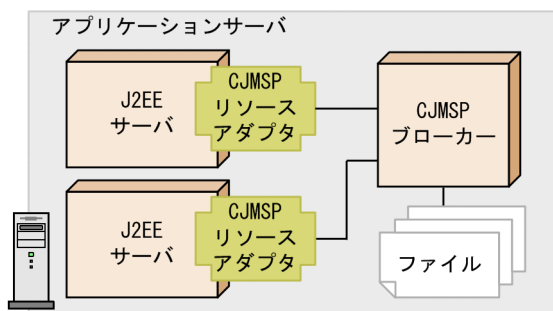 アプリケーションサーバ
J2EE
サーバ
CJMSP
リソース
アダプタ
CJMSP
ブローカー
J2EE
サーバ
CJMSP
リソース
アダプタ
ファイル